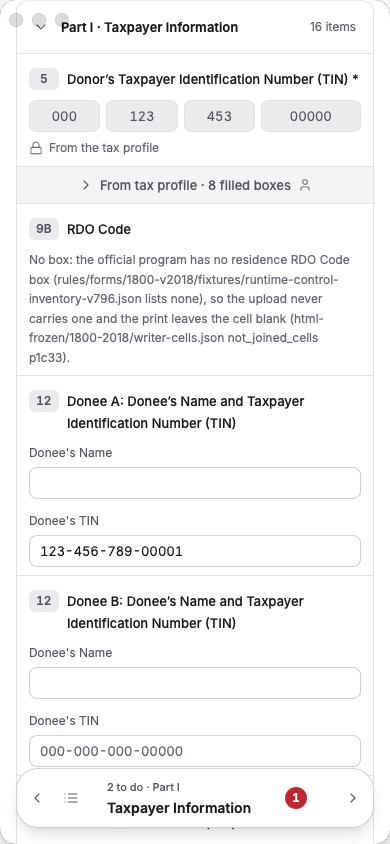 Part I · Taxpayer Information 16 items
5 Donor's Taxpayer Identification Number (TIN) *
000 123 453 00000
From the tax profile
From tax profile · 8 filled boxes
9B RDO Code
No box: the official program has no residence RDO Code
box (rules/forms/1800-v2018/fixtures/runtime-control-
inventory-v796.json lists none), so the upload never
carries one and the print leaves the cell blank (html-
frozen/1800-2018/writer-cells.json not_joined_cells
p1c33).
12 Donee A: Donee's Name and Taxpayer
Identification Number (TIN)
Donee's Name
Donee's TIN
123-456-789-00001
12 Donee B: Donee's Name and Taxpayer
Identification Number (TIN)
Donee's Name
Donee's TIN
000-000-000-00000
2 to do · Part I
Taxpayer Information
1